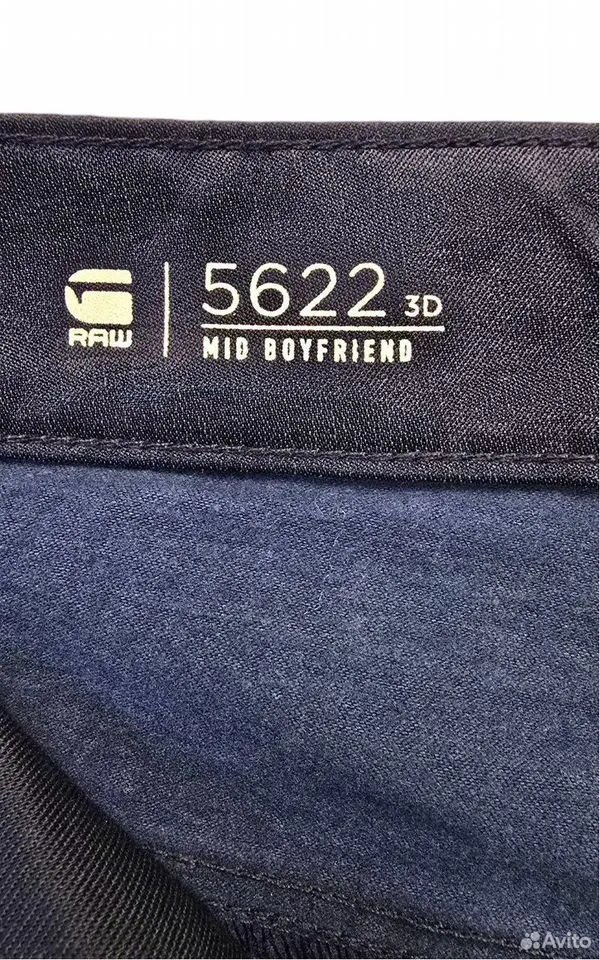 RAW
5622 3D
MID BOYFRIEND
Avito